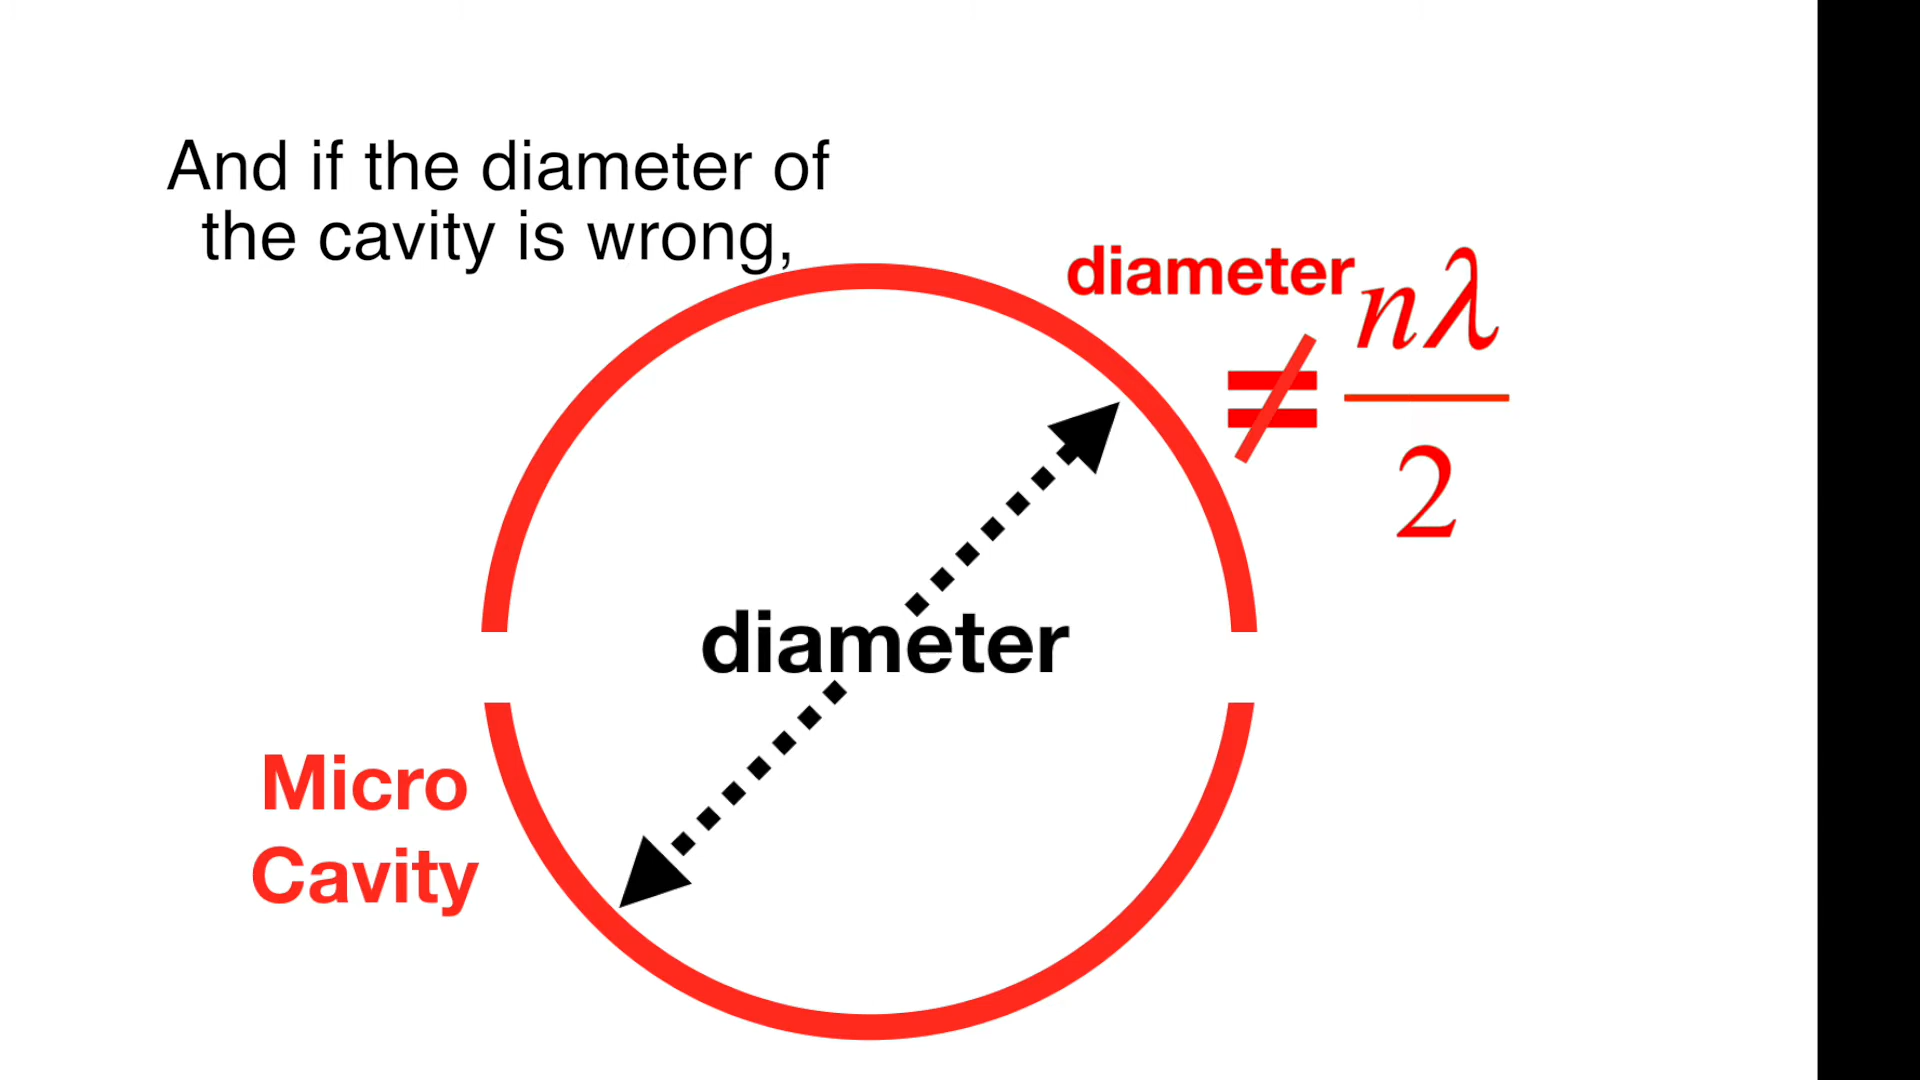 And if the diameter of
the cavity is wrong,
diameter
≠ nλ/2
diameter
Micro
Cavity